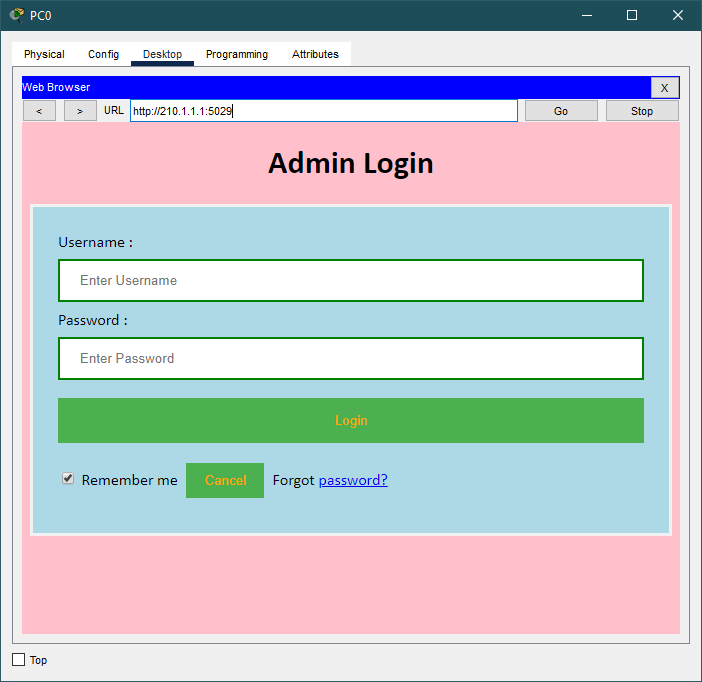 PC0
Physical Config Desktop Programming Attributes
Web Browser X
< > URL http://210.1.1.1:5029 Go Stop
Admin Login
Username :
Enter Username
Password :
Enter Password
Login
Remember me Cancel Forgot password?
Top